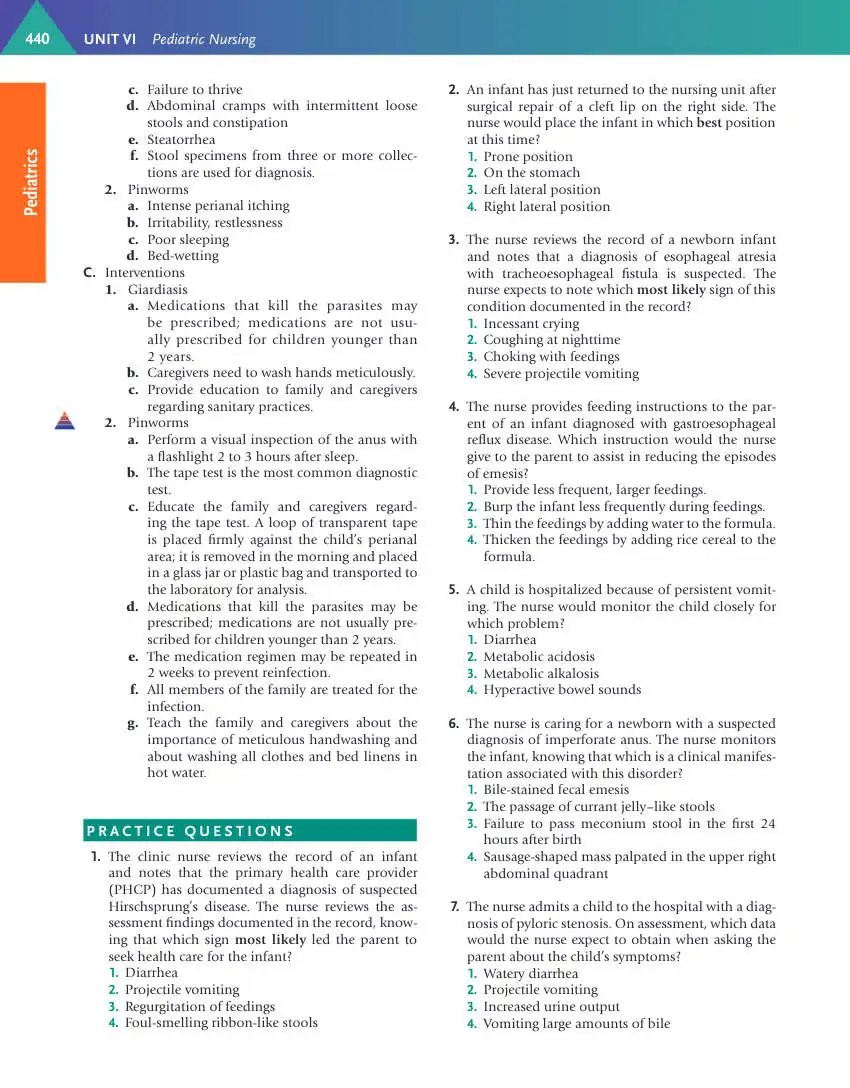 440 UNIT VI Pediatric Nursing
Pediatrics
c. Failure to thrive
d. Abdominal cramps with intermittent loose
stools and constipation
e. Steatorrhea
f. Stool specimens from three or more collec-
tions are used for diagnosis.
2. Pinworms
a. Intense perianal itching
b. Irritability, restlessness
c. Poor sleeping
d. Bed-wetting
C. Interventions
1. Giardiasis
a. Medications that kill the parasites may
be prescribed; medications are not usu-
ally prescribed for children younger than
2 years.
b. Caregivers need to wash hands meticulously.
c. Provide education to family and caregivers
regarding sanitary practices.
2. Pinworms
a. Perform a visual inspection of the anus with
a flashlight 2 to 3 hours after sleep.
b. The tape test is the most common diagnostic
test.
c. Educate the family and caregivers regard-
ing the tape test. A loop of transparent tape
is placed firmly against the child's perianal
area; it is removed in the morning and placed
in a glass jar or plastic bag and transported to
the laboratory for analysis.
d. Medications that kill the parasites may be
prescribed; medications are not usually pre-
scribed for children younger than 2 years.
e. The medication regimen may be repeated in
2 weeks to prevent reinfection.
f. All members of the family are treated for the
infection.
g. Teach the family and caregivers about the
importance of meticulous handwashing and
about washing all clothes and bed linens in
hot water.
PRACTICE QUESTIONS
1. The clinic nurse reviews the record of an infant
and notes that the primary health care provider
(PHCP) has documented a diagnosis of suspected
Hirschsprung's disease. The nurse reviews the as-
sessment findings documented in the record, know-
ing that which sign most likely led the parent to
seek health care for the infant?
1. Diarrhea
2. Projectile vomiting
3. Regurgitation of feedings
4. Foul-smelling ribbon-like stools
2. An infant has just returned to the nursing unit after
surgical repair of a cleft lip on the right side. The
nurse would place the infant in which best position
at this time?
1. Prone position
2. On the stomach
3. Left lateral position
4. Right lateral position
3. The nurse reviews the record of a newborn infant
and notes that a diagnosis of esophageal atresia
with tracheoesophageal fistula is suspected. The
nurse expects to note which most likely sign of this
condition documented in the record?
1. Incessant crying
2. Coughing at nighttime
3. Choking with feedings
4. Severe projectile vomiting
4. The nurse provides feeding instructions to the par-
ent of an infant diagnosed with gastroesophageal
reflux disease. Which instruction would the nurse
give to the parent to assist in reducing the episodes
of emesis?
1. Provide less frequent, larger feedings.
2. Burp the infant less frequently during feedings.
3. Thin the feedings by adding water to the formula.
4. Thicken the feedings by adding rice cereal to the
formula.
5. A child is hospitalized because of persistent vomit-
ing. The nurse would monitor the child closely for
which problem?
1. Diarrhea
2. Metabolic acidosis
3. Metabolic alkalosis
4. Hyperactive bowel sounds
6. The nurse is caring for a newborn with a suspected
diagnosis of imperforate anus. The nurse monitors
the infant, knowing that which is a clinical manifes-
tation associated with this disorder?
1. Bile-stained fecal emesis
2. The passage of currant jelly–like stools
3. Failure to pass meconium stool in the first 24
hours after birth
4. Sausage-shaped mass palpated in the upper right
abdominal quadrant
7. The nurse admits a child to the hospital with a diag-
nosis of pyloric stenosis. On assessment, which data
would the nurse expect to obtain when asking the
parent about the child's symptoms?
1. Watery diarrhea
2. Projectile vomiting
3. Increased urine output
4. Vomiting large amounts of bile